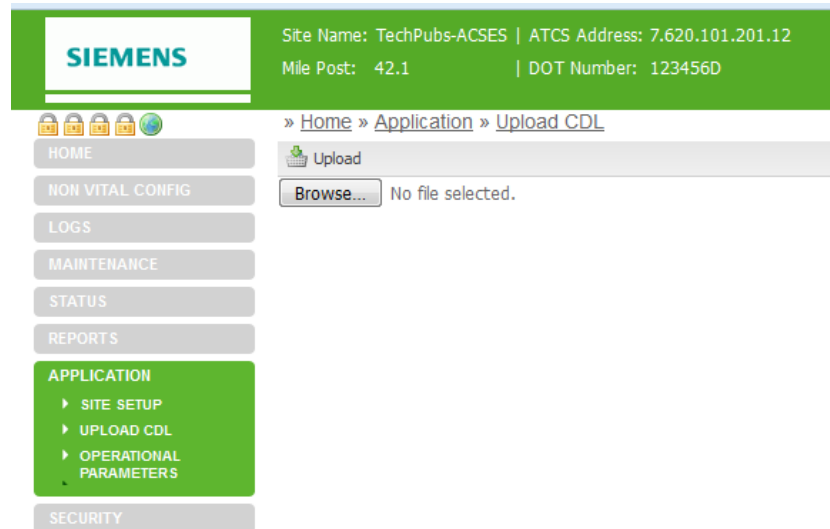 SIEMENS
Site Name: TechPubs-ACSES | ATCS Address: 7.620.101.201.12
Mile Post: 42.1 | DOT Number: 123456D
» Home » Application » Upload CDL
Upload
Browse... No file selected.
HOME
NON VITAL CONFIG
LOGS
MAINTENANCE
STATUS
REPORTS
APPLICATION
SITE SETUP
UPLOAD CDL
OPERATIONAL
PARAMETERS
SECURITY